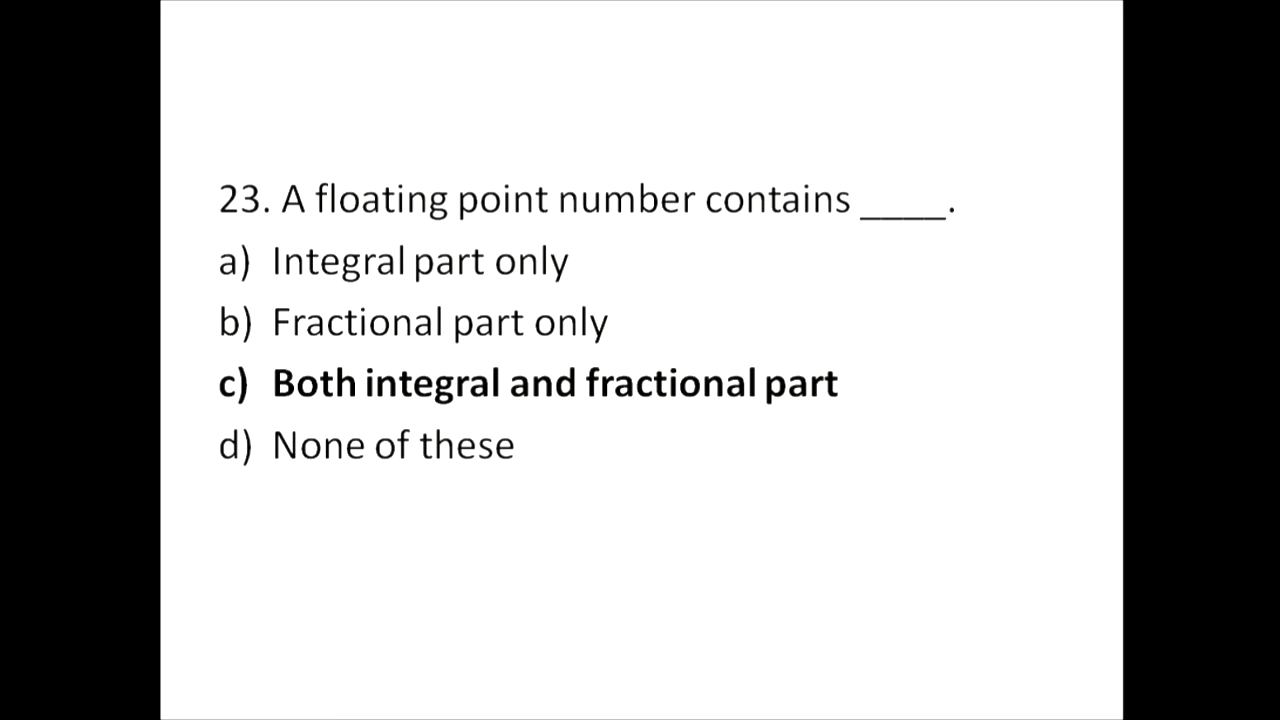 23. A floating point number contains ____.
a) Integral part only
b) Fractional part only
c) Both integral and fractional part
d) None of these